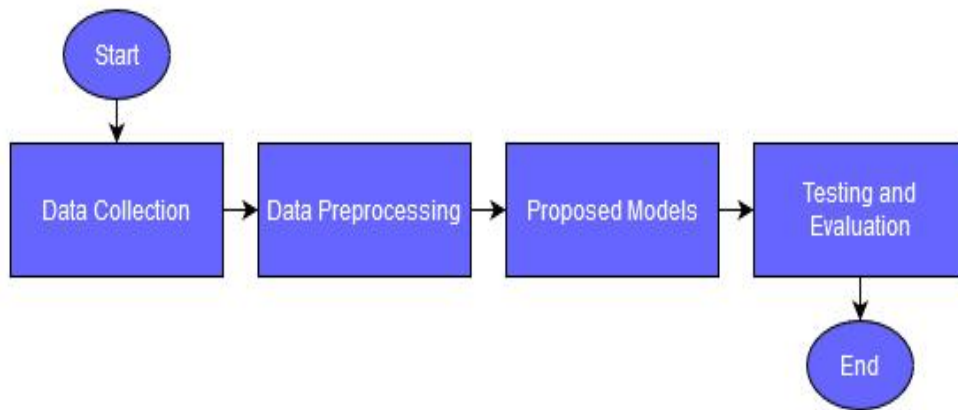 Start
Data Collection
Data Preprocessing
Proposed Models
Testing and
Evaluation
End